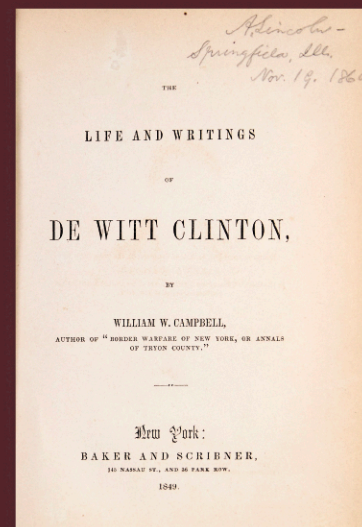 A. Lincoln–
Springfield, Ills.
Nov. 19. 1860
THE
LIFE AND WRITINGS
OF
DE WITT CLINTON,
BY
WILLIAM W. CAMPBELL,
AUTHOR OF "BORDER WARFARE OF NEW YORK, OR ANNALS
OF TRYON COUNTY."
New York:
BAKER AND SCRIBNER,
145 NASSAU ST., AND 36 PARK ROW.
1849.